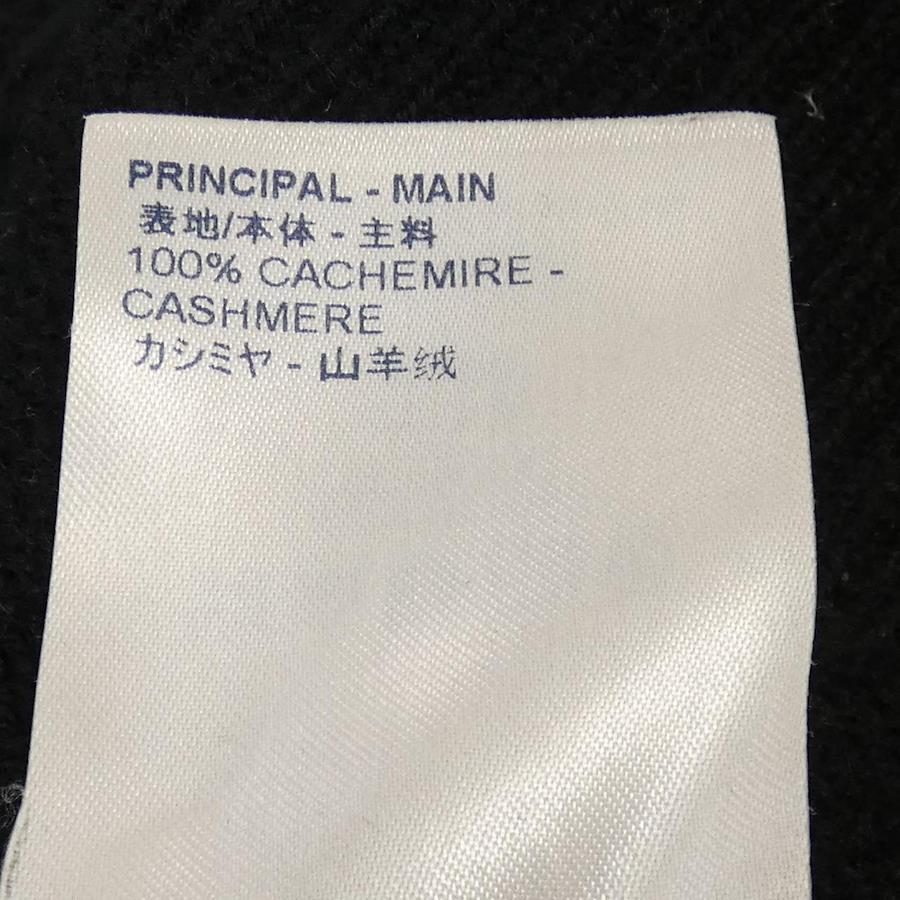 PRINCIPAL - MAIN
表地/本体 - 主料
100% CACHEMIRE -
CASHMERE
カシミヤ - 山羊绒